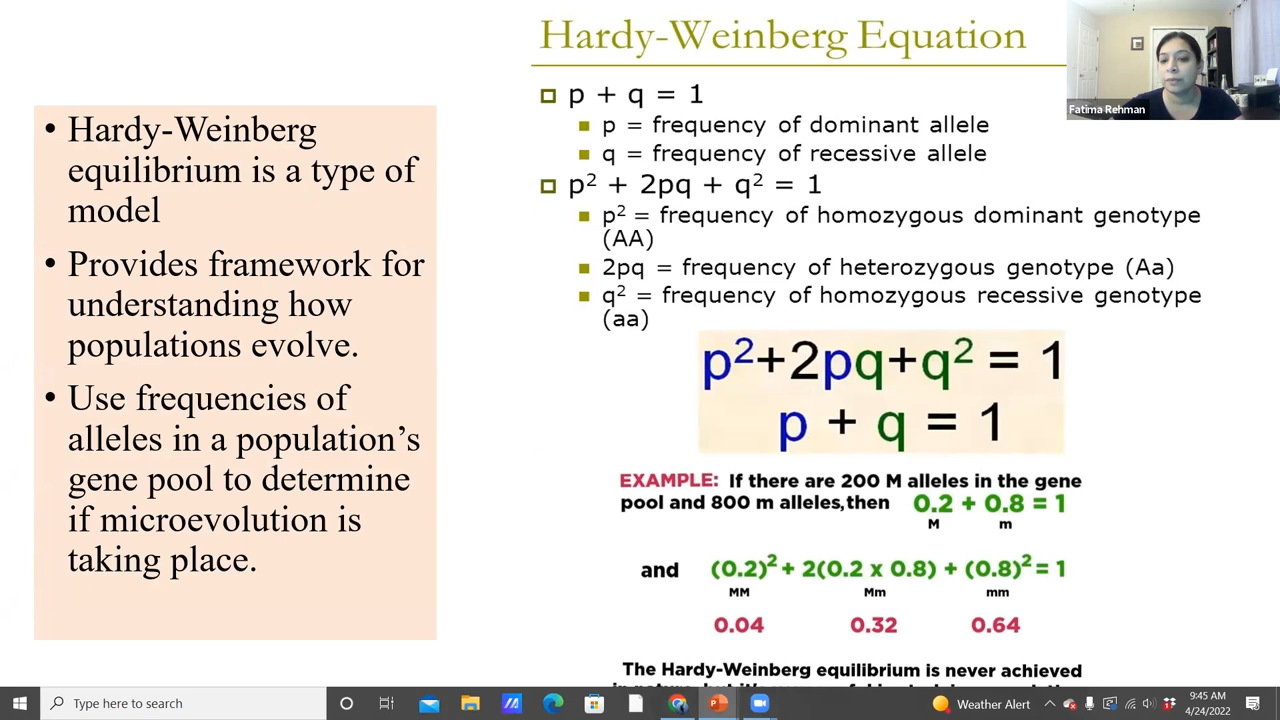 Hardy-Weinberg Equation
Fatima Rehman
• Hardy-Weinberg
equilibrium is a type of
model
• Provides framework for
understanding how
populations evolve.
• Use frequencies of
alleles in a population's
gene pool to determine
if microevolution is
taking place.
p + q = 1
p = frequency of dominant allele
q = frequency of recessive allele
p² + 2pq + q² = 1
p² = frequency of homozygous dominant genotype
(AA)
2pq = frequency of heterozygous genotype (Aa)
q² = frequency of homozygous recessive genotype
(aa)
p²+2pq+q² = 1
p + q = 1
EXAMPLE: If there are 200 M alleles in the gene
pool and 800 m alleles, then 0.2 + 0.8 = 1
M m
and (0.2)² + 2(0.2 x 0.8) + (0.8)² = 1
MM Mm mm
0.04 0.32 0.64
The Hardy-Weinberg equilibrium is never achieved
Type here to search
Weather Alert
9:45 AM
4/24/2022